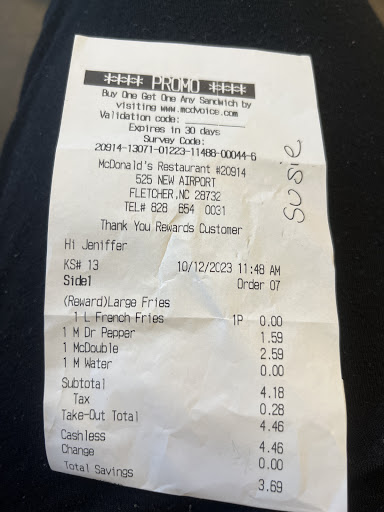 **** PROMO ****
Buy One Get One Any Sandwich by
visiting www.mcdvoice.com
Validation code: ________
Expires in 30 days
Survey Code:
20914-13071-01223-11488-00044-6
McDonald's Restaurant #20914
525 NEW AIRPORT
FLETCHER,NC 28732
TEL# 828 654 0031
Thank You Rewards Customer
Hi Jeniffer
KS# 13 10/12/2023 11:48 AM
Side1 Order 07
(Reward)Large Fries
1 L French Fries 1P 0.00
1 M Dr Pepper 1.59
1 McDouble 2.59
1 M Water 0.00
Subtotal 4.18
Tax 0.28
Take-Out Total 4.46
Cashless 4.46
Change 0.00
Total Savings 3.69
Susie